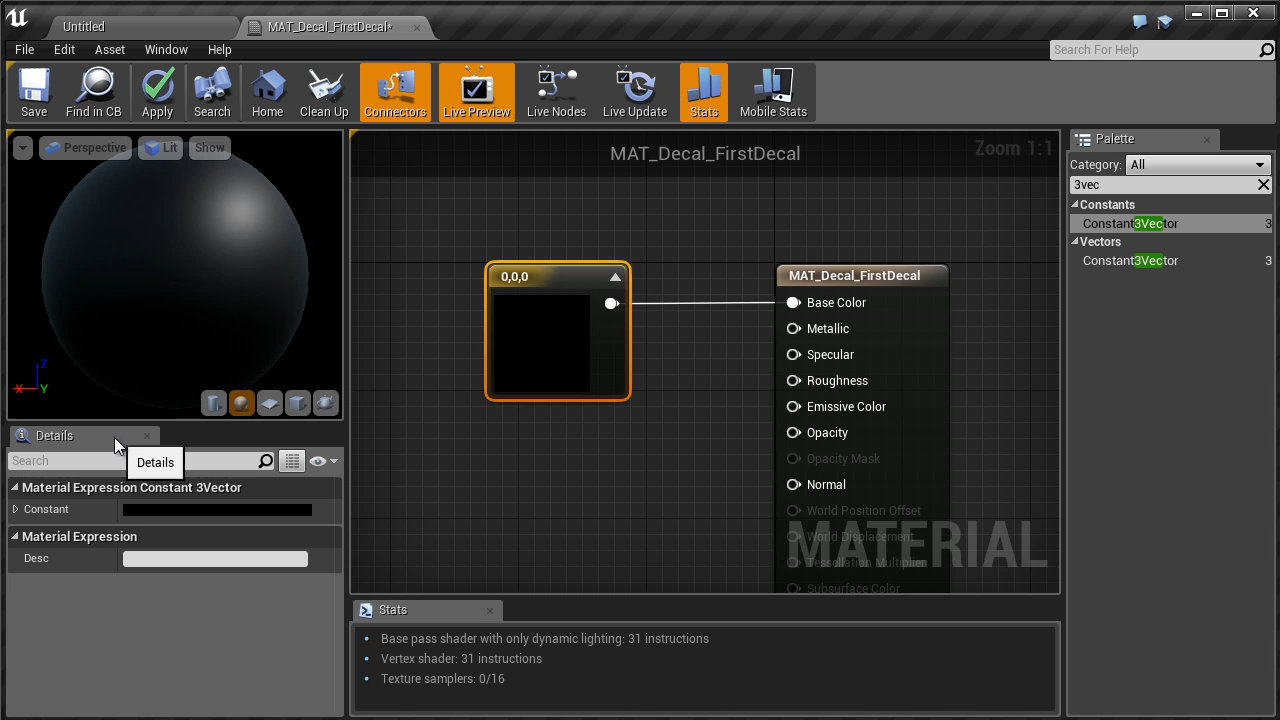 Untitled
MAT_Decal_FirstDecal*
File Edit Asset Window Help
Search For Help
Save Find in CB Apply Search Home Clean Up Connectors Live Preview Live Nodes Live Update Stats Mobile Stats
Perspective Lit Show
Z
X Y
Details
Search
Details
Material Expression Constant 3Vector
Constant
Material Expression
Desc
MAT_Decal_FirstDecal
Zoom 1:1
0,0,0
MAT_Decal_FirstDecal
Base Color
Metallic
Specular
Roughness
Emissive Color
Opacity
Opacity Mask
Normal
World Position Offset
World Displacement
Tessellation Multiplier
Subsurface Color
MATERIAL
Stats
Base pass shader with only dynamic lighting: 31 instructions
Vertex shader: 31 instructions
Texture samplers: 0/16
Palette
Category: All
3vec
Constants
Constant3Vector 3
Vectors
Constant3Vector 3